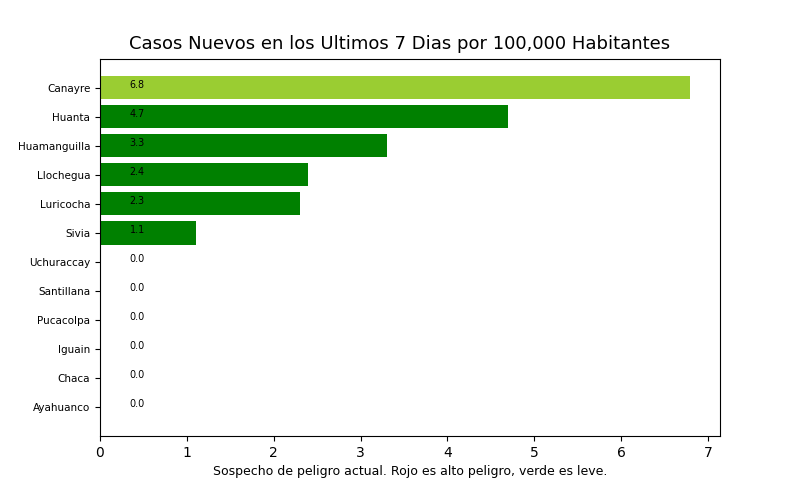 Casos Nuevos en los Ultimos 7 Dias por 100,000 Habitantes
Canayre 6.8
Huanta 4.7
Huamanguilla 3.3
Llochegua 2.4
Luricocha 2.3
Sivia 1.1
Uchuraccay 0.0
Santillana 0.0
Pucacolpa 0.0
Iguain 0.0
Chaca 0.0
Ayahuanco 0.0
0 1 2 3 4 5 6 7
Sospecho de peligro actual. Rojo es alto peligro, verde es leve.